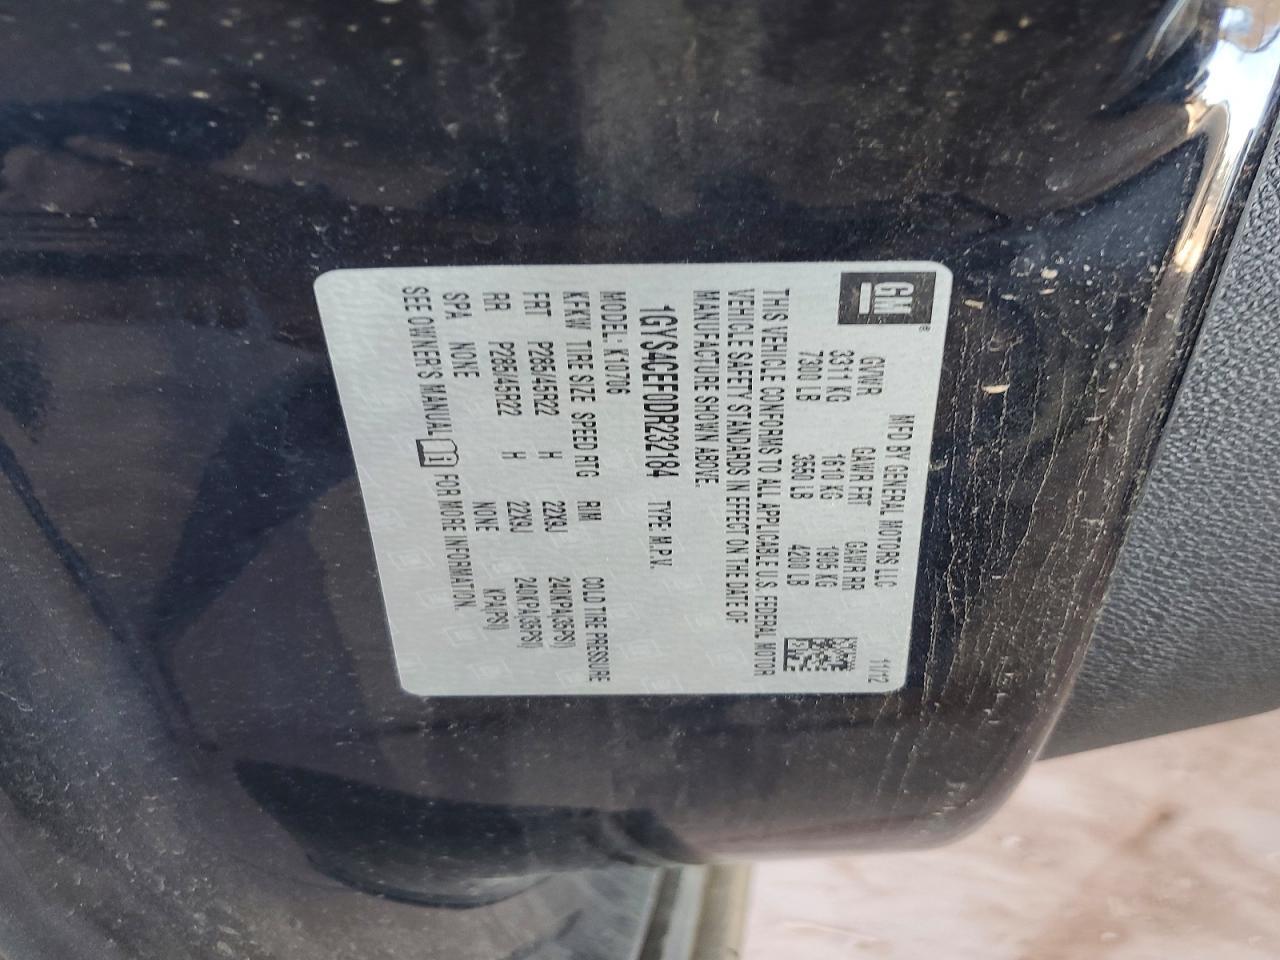 GM®
MFD BY GENERAL MOTORS LLC 11/12
GVWR GAWR FRT GAWR RR
3311 KG 1610 KG 1905 KG
7300 LB 3550 LB 4200 LB
THIS VEHICLE CONFORMS TO ALL APPLICABLE U.S. FEDERAL MOTOR
VEHICLE SAFETY STANDARDS IN EFFECT ON THE DATE OF
MANUFACTURE SHOWN ABOVE.
1GYS4CEF0DR232184 TYPE: M.P.V.
MODEL: K10706
KFKW TIRE SIZE SPEED RTG RIM COLD TIRE PRESSURE
FRT P285/45R22 H 22X9J 240KPA(35PSI)
RR P285/45R22 H 22X9J 240KPA(35PSI)
SPA NONE NONE KPA(PSI)
SEE OWNER'S MANUAL FOR MORE INFORMATION.